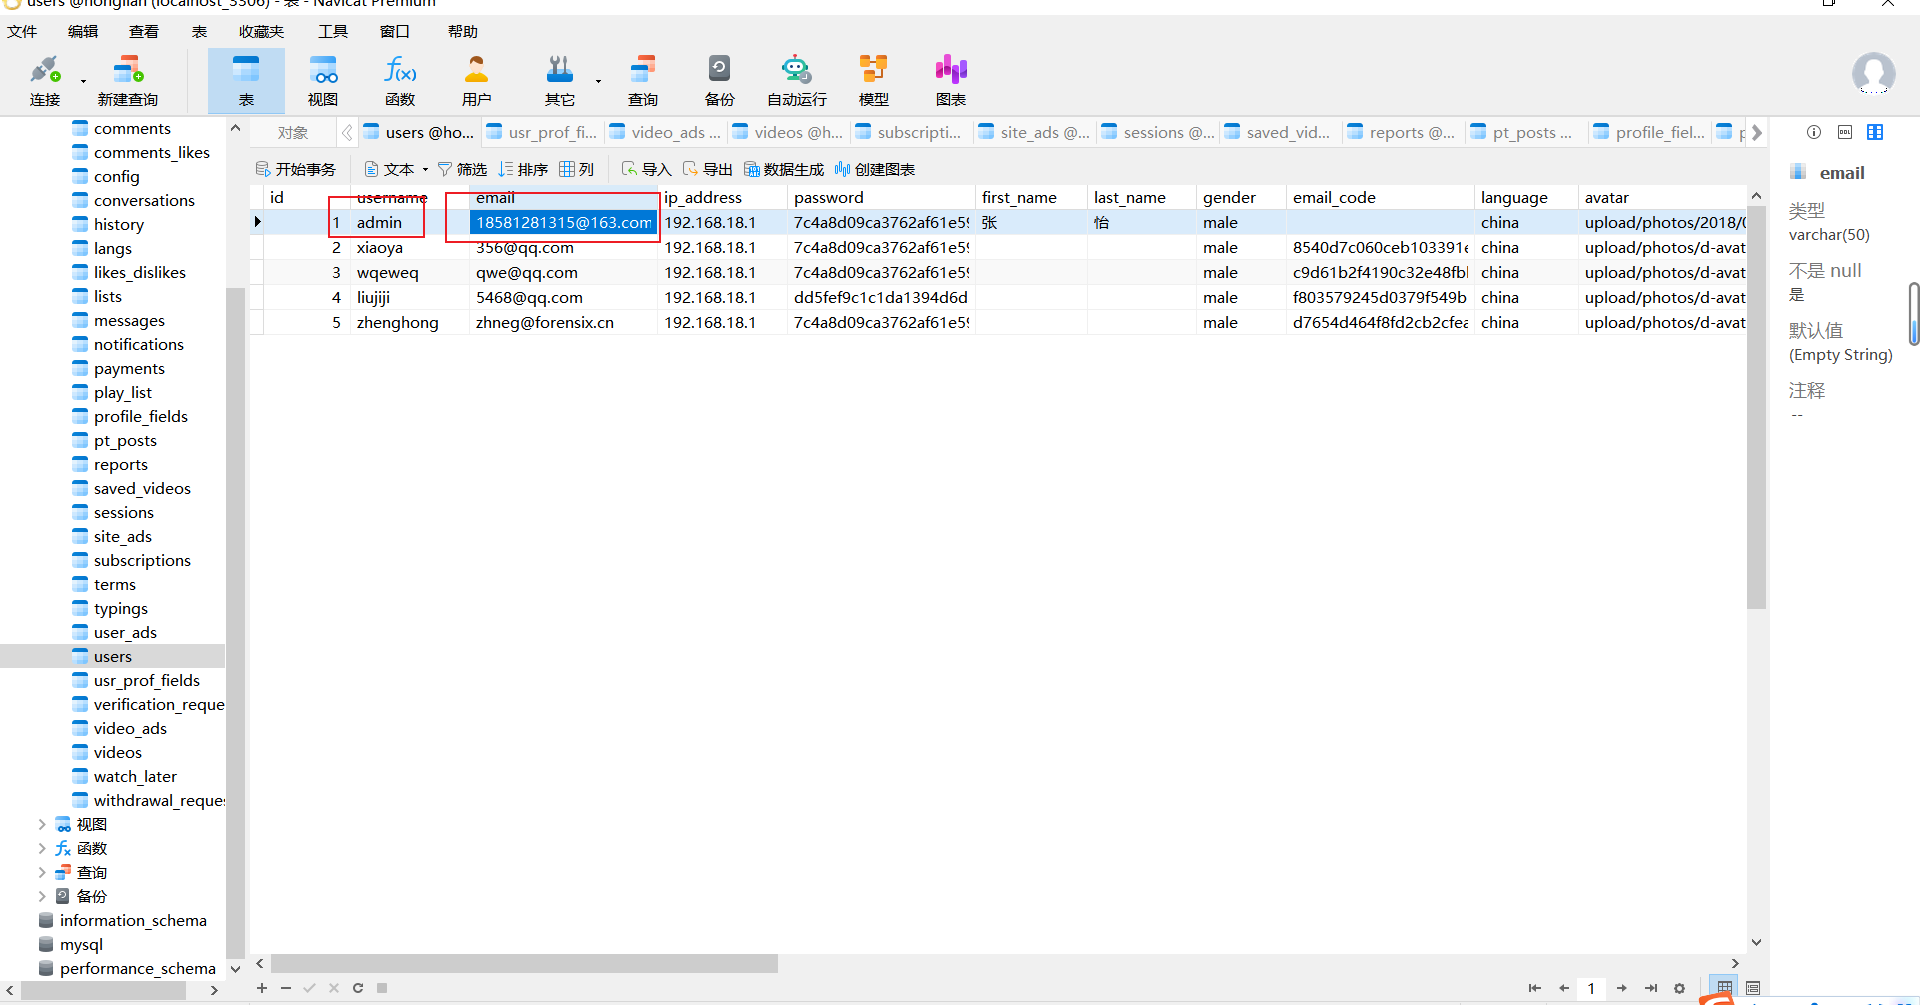 users @honglian (localhost_3306) - 表 - Navicat Premium
文件 编辑 查看 表 收藏夹 工具 窗口 帮助
连接 新建查询 表 视图 函数 用户 其它 查询 备份 自动运行 模型 图表
对象 users @ho... usr_prof_fi... video_ads ... videos @h... subscripti... site_ads @... sessions @... saved_vid... reports @... pt_posts ... profile_fiel... p
开始事务 文本 筛选 排序 列 导入 导出 数据生成 创建图表
id username email ip_address password first_name last_name gender email_code language avatar
1 admin 18581281315@163.com 192.168.18.1 7c4a8d09ca3762af61e59 张 怡 male china upload/photos/2018/0
2 xiaoya 356@qq.com 192.168.18.1 7c4a8d09ca3762af61e59 male 8540d7c060ceb103391e china upload/photos/d-avat
3 wqeweq qwe@qq.com 192.168.18.1 7c4a8d09ca3762af61e59 male c9d61b2f4190c32e48fbl china upload/photos/d-avat
4 liujiji 5468@qq.com 192.168.18.1 dd5fef9c1c1da1394d6d male f803579245d0379f549b china upload/photos/d-avat
5 zhenghong zhneg@forensix.cn 192.168.18.1 7c4a8d09ca3762af61e59 male d7654d464f8fd2cb2cfea china upload/photos/d-avat
comments
comments_likes
config
conversations
history
langs
likes_dislikes
lists
messages
notifications
payments
play_list
profile_fields
pt_posts
reports
saved_videos
sessions
site_ads
subscriptions
terms
typings
user_ads
users
usr_prof_fields
verification_reque
video_ads
videos
watch_later
withdrawal_reques
视图
函数
查询
备份
information_schema
mysql
performance_schema
email
类型
varchar(50)
不是 null
是
默认值
(Empty String)
注释
--
1